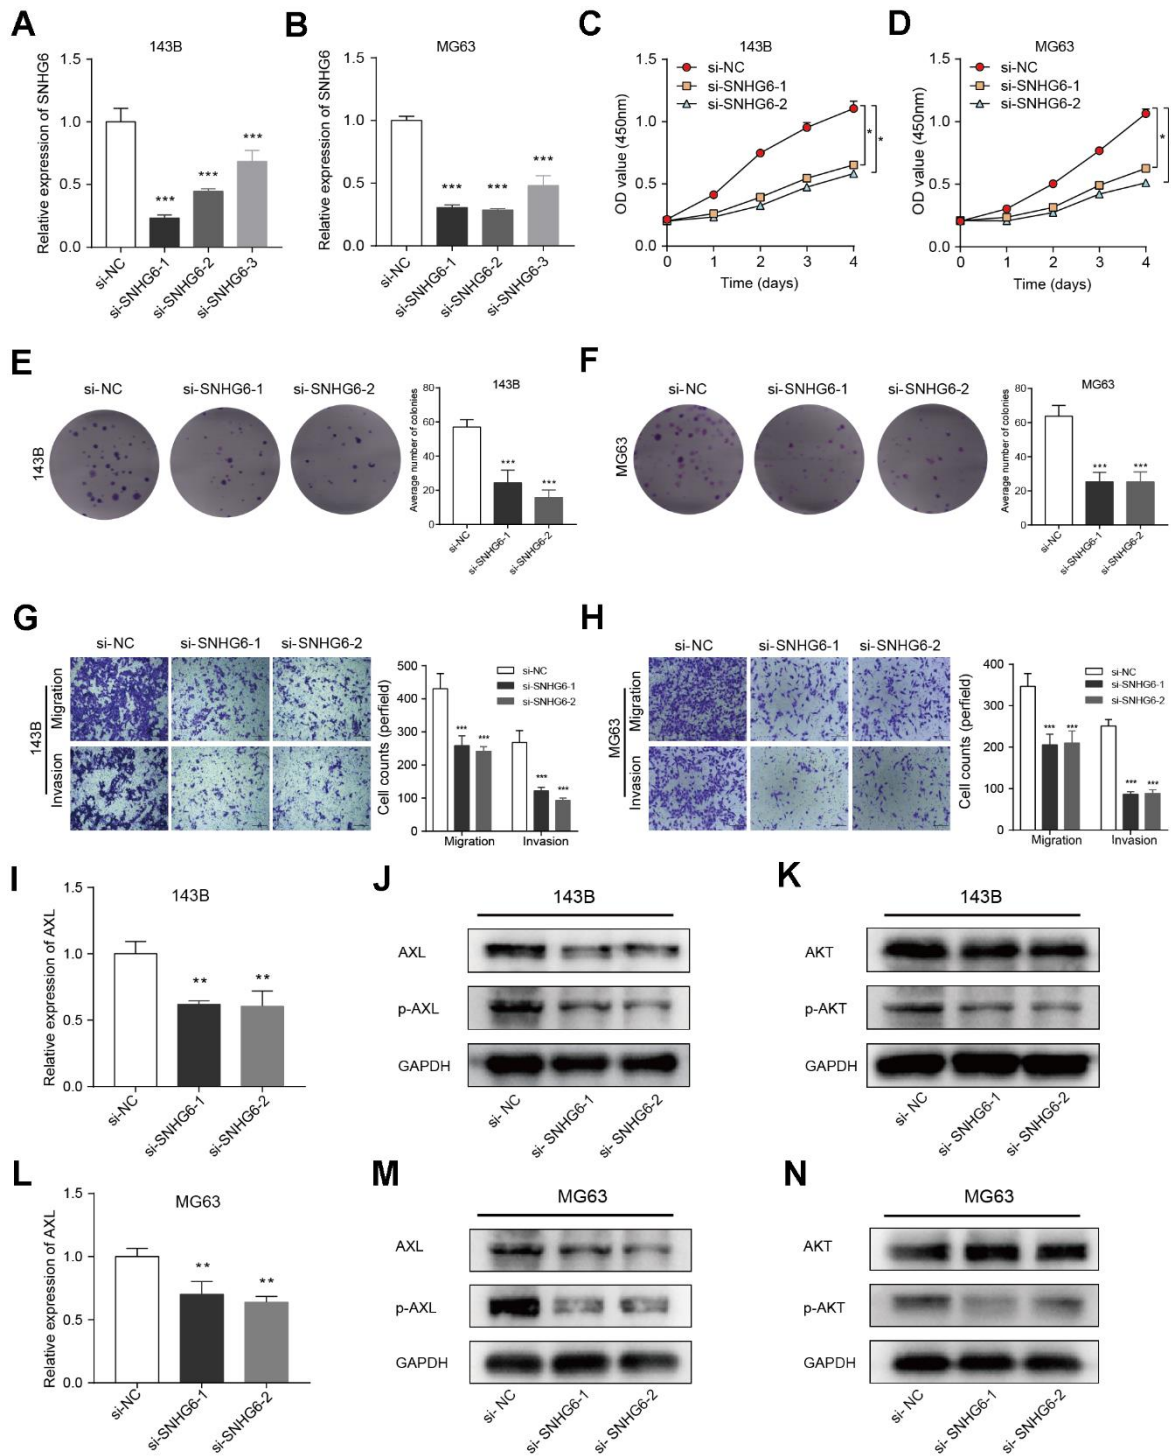 A
143B
Relative expression of SNHG6
1.5
1.0
0.5
0.0
***
***
***
si-NC
si-SNHG6-1
si-SNHG6-2
si-SNHG6-3
B
MG63
Relative expression of SNHG6
1.5
1.0
0.5
0.0
***
***
***
si-NC
si-SNHG6-1
si-SNHG6-2
si-SNHG6-3
C
143B
si-NC
si-SNHG6-1
si-SNHG6-2
OD value (450nm)
1.5
1.0
0.5
0.0
*
*
0 1 2 3 4
Time (days)
D
MG63
si-NC
si-SNHG6-1
si-SNHG6-2
OD value (450nm)
1.5
1.0
0.5
0.0
*
0 1 2 3 4
Time (days)
E
si-NC si-SNHG6-1 si-SNHG6-2
143B
143B
Average number of colonies
80
60
40
20
0
***
***
si-NC
si-SNHG6-1
si-SNHG6-2
F
si-NC si-SNHG6-1 si-SNHG6-2
MG63
MG63
Average number of colonies
80
60
40
20
0
*** ***
si-NC
si-SNHG6-1
si-SNHG6-2
G
si-NC si-SNHG6-1 si-SNHG6-2
143B
Migration
Invasion
Cell counts (perfield)
500
400
300
200
100
0
si-NC
si-SNHG6-1
si-SNHG6-2
*** ***
*** ***
Migration Invasion
H
si-NC si-SNHG6-1 si-SNHG6-2
MG63
Migration
Invasion
Cell counts (perfield)
400
300
200
100
0
si-NC
si-SNHG6-1
si-SNHG6-2
*** ***
*** ***
Migration Invasion
I
143B
Relative expression of AXL
1.5
1.0
0.5
0.0
** **
si-NC
si-SNHG6-1
si-SNHG6-2
J
143B
AXL
p-AXL
GAPDH
si- NC
si- SNHG6-1
si- SNHG6-2
K
143B
AKT
p-AKT
GAPDH
si- NC
si- SNHG6-1
si- SNHG6-2
L
MG63
Relative expression of AXL
1.5
1.0
0.5
0.0
** **
si-NC
si-SNHG6-1
si-SNHG6-2
M
MG63
AXL
p-AXL
GAPDH
si- NC
si- SNHG6-1
si- SNHG6-2
N
MG63
AKT
p-AKT
GAPDH
si- NC
si- SNHG6-1
si- SNHG6-2